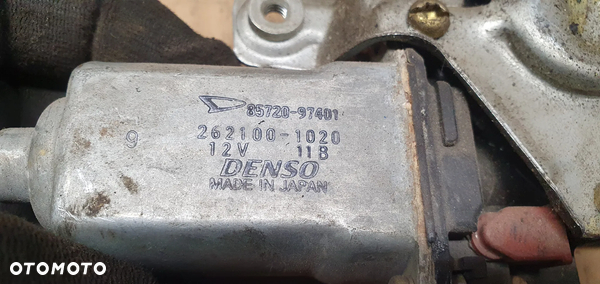 85720-97401
262100-1020
12V 11B
DENSO
MADE IN JAPAN
9
OTOMOTO